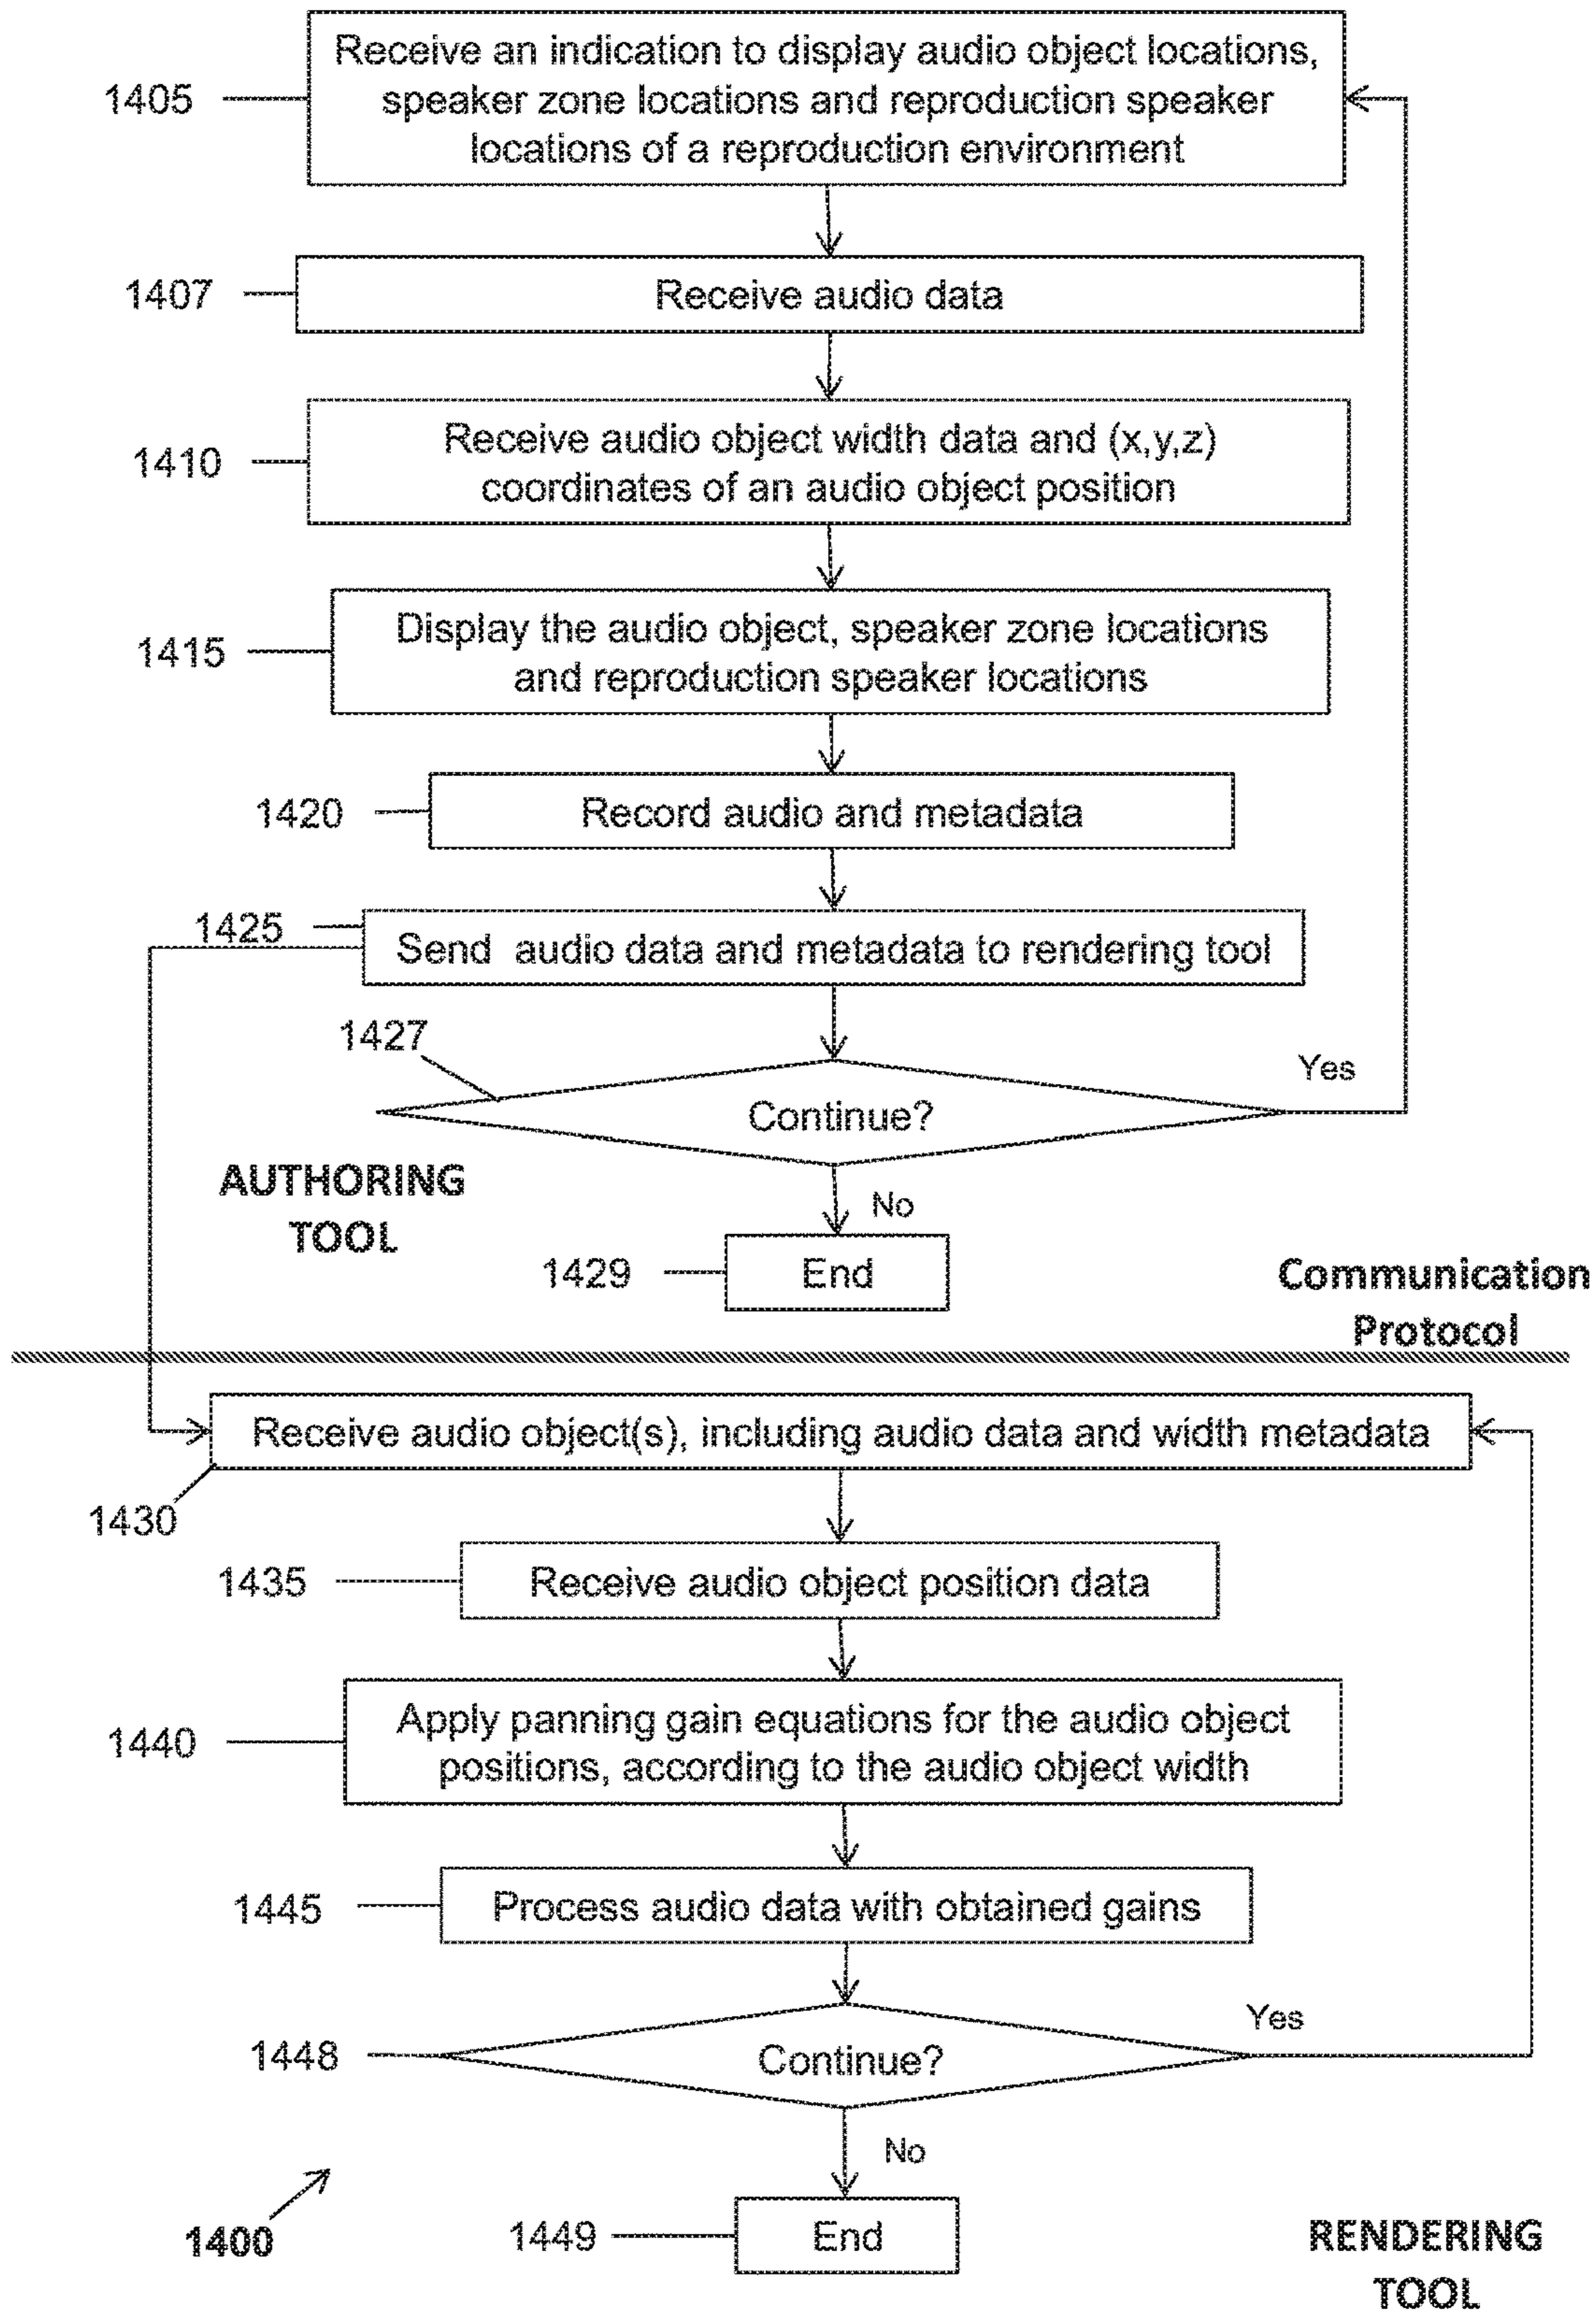 Receive an indication to display audio object locations,
1405
speaker zone locations and reproduction speaker
locations of a reproduction environment
1407
Receive audio data
1410
Receive audio object width data and (x,y,z)
coordinates of an audio object position
1415
Display the audio object, speaker zone locations
and reproduction speaker locations
1420
Record audio and metadata
1425
Send audio data and metadata to rendering tool
1427
Yes
Continue?
AUTHORING
TOOL
No
1429
End
Communication
Protocol
Receive audio object(s), including audio data and width metadata
1430
1435
Receive audio object position data
1440
Apply panning gain equations for the audio object
positions, according to the audio object width
1445
Process audio data with obtained gains
Yes
1448
Continue?
No
1400
1449
End
RENDERING
TOOL